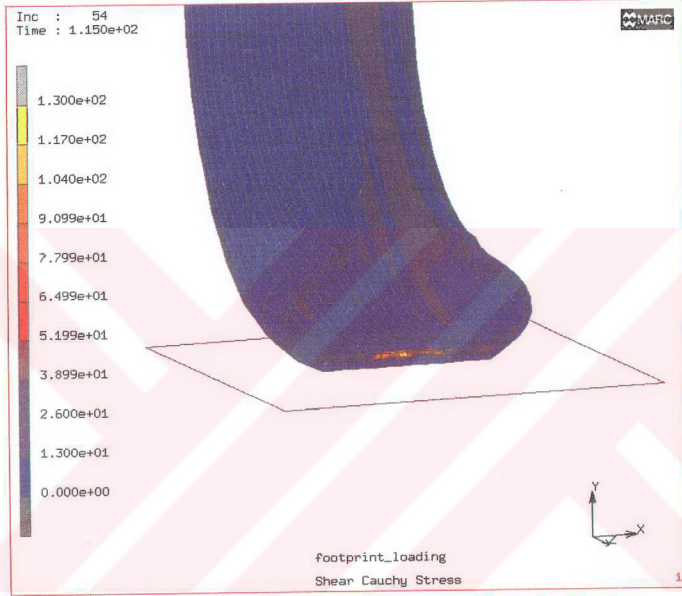 Inc : 54
Time : 1.150e+02
MARC
1.300e+02
1.170e+02
1.040e+02
9.099e+01
7.799e+01
6.499e+01
5.199e+01
3.899e+01
2.600e+01
1.300e+01
0.000e+00
Y
X
Z
footprint_loading
Shear Cauchy Stress
1